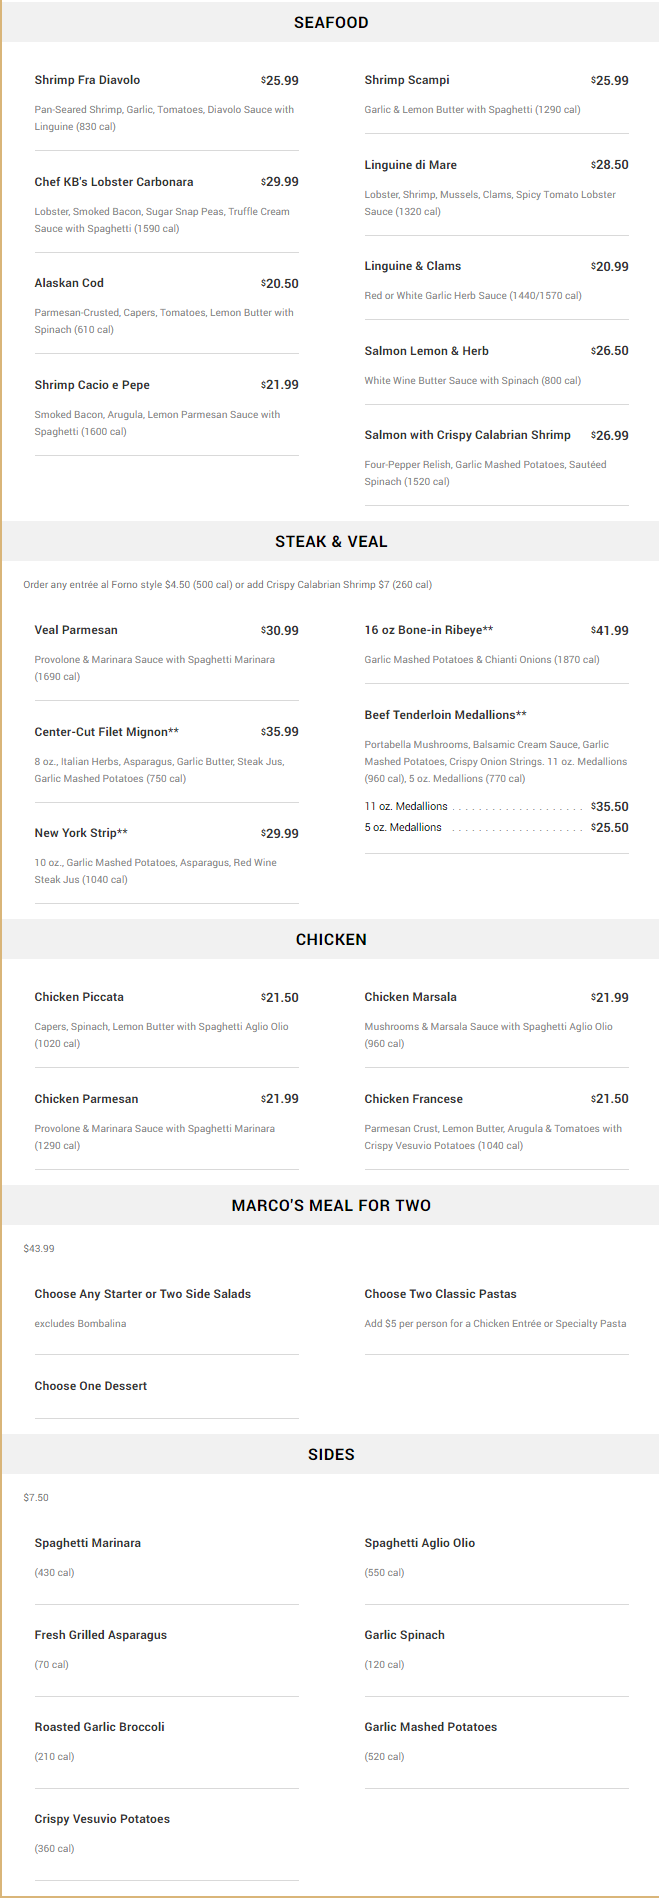 SEAFOOD
Shrimp Fra Diavolo $25.99
Pan-Seared Shrimp, Garlic, Tomatoes, Diavolo Sauce with
Linguine (830 cal)
Chef KB's Lobster Carbonara $29.99
Lobster, Smoked Bacon, Sugar Snap Peas, Truffle Cream
Sauce with Spaghetti (1590 cal)
Alaskan Cod $20.50
Parmesan-Crusted, Capers, Tomatoes, Lemon Butter with
Spinach (610 cal)
Shrimp Cacio e Pepe $21.99
Smoked Bacon, Arugula, Lemon Parmesan Sauce with
Spaghetti (1600 cal)
Shrimp Scampi $25.99
Garlic & Lemon Butter with Spaghetti (1290 cal)
Linguine di Mare $28.50
Lobster, Shrimp, Mussels, Clams, Spicy Tomato Lobster
Sauce (1320 cal)
Linguine & Clams $20.99
Red or White Garlic Herb Sauce (1440/1570 cal)
Salmon Lemon & Herb $26.50
White Wine Butter Sauce with Spinach (800 cal)
Salmon with Crispy Calabrian Shrimp $26.99
Four-Pepper Relish, Garlic Mashed Potatoes, Sautéed
Spinach (1520 cal)
STEAK & VEAL
Order any entrée al Forno style $4.50 (500 cal) or add Crispy Calabrian Shrimp $7 (260 cal)
Veal Parmesan $30.99
Provolone & Marinara Sauce with Spaghetti Marinara
(1690 cal)
Center-Cut Filet Mignon** $35.99
8 oz., Italian Herbs, Asparagus, Garlic Butter, Steak Jus,
Garlic Mashed Potatoes (750 cal)
New York Strip** $29.99
10 oz., Garlic Mashed Potatoes, Asparagus, Red Wine
Steak Jus (1040 cal)
16 oz Bone-in Ribeye** $41.99
Garlic Mashed Potatoes & Chianti Onions (1870 cal)
Beef Tenderloin Medallions**
Portabella Mushrooms, Balsamic Cream Sauce, Garlic
Mashed Potatoes, Crispy Onion Strings. 11 oz. Medallions
(960 cal), 5 oz. Medallions (770 cal)
11 oz. Medallions . . . . . . . . . . . . . . . . . . . . $35.50
5 oz. Medallions . . . . . . . . . . . . . . . . . . . . $25.50
CHICKEN
Chicken Piccata $21.50
Capers, Spinach, Lemon Butter with Spaghetti Aglio Olio
(1020 cal)
Chicken Parmesan $21.99
Provolone & Marinara Sauce with Spaghetti Marinara
(1290 cal)
Chicken Marsala $21.99
Mushrooms & Marsala Sauce with Spaghetti Aglio Olio
(960 cal)
Chicken Francese $21.50
Parmesan Crust, Lemon Butter, Arugula & Tomatoes with
Crispy Vesuvio Potatoes (1040 cal)
MARCO'S MEAL FOR TWO
$43.99
Choose Any Starter or Two Side Salads
excludes Bombalina
Choose One Dessert
Choose Two Classic Pastas
Add $5 per person for a Chicken Entrée or Specialty Pasta
SIDES
$7.50
Spaghetti Marinara
(430 cal)
Fresh Grilled Asparagus
(70 cal)
Roasted Garlic Broccoli
(210 cal)
Crispy Vesuvio Potatoes
(360 cal)
Spaghetti Aglio Olio
(550 cal)
Garlic Spinach
(120 cal)
Garlic Mashed Potatoes
(520 cal)